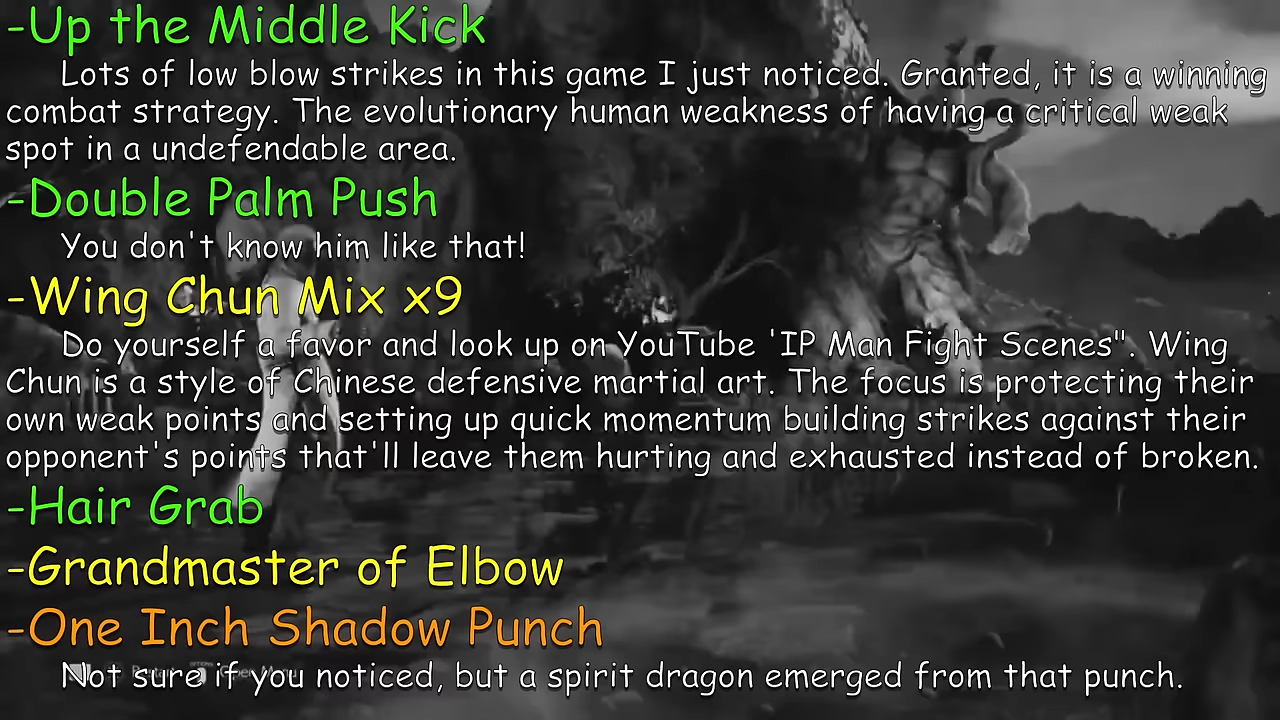 -Up the Middle Kick
Lots of low blow strikes in this game I just noticed. Granted, it is a winning
combat strategy. The evolutionary human weakness of having a critical weak
spot in a undefendable area.
-Double Palm Push
You don't know him like that!
-Wing Chun Mix x9
Do yourself a favor and look up on YouTube 'IP Man Fight Scenes". Wing
Chun is a style of Chinese defensive martial art. The focus is protecting their
own weak points and setting up quick momentum building strikes against their
opponent's points that'll leave them hurting and exhausted instead of broken.
-Hair Grab
-Grandmaster of Elbow
-One Inch Shadow Punch
Not sure if you noticed, but a spirit dragon emerged from that punch.